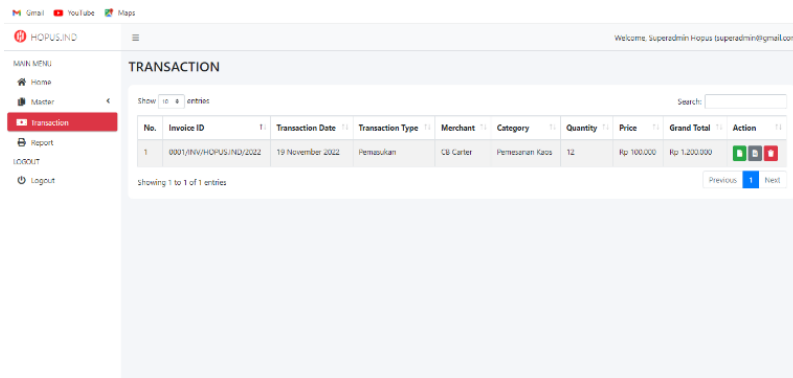 Gmail YouTube Maps
HOPUS.IND
Welcome, Superadmin Hopus (superadmin@gmail.com
MAIN MENU
Home
Master
Transaction
Report
LOGOUT
Logout
TRANSACTION
Show 10 entries
Search:
No. Invoice ID Transaction Date Transaction Type Merchant Category Quantity Price Grand Total Action
1 0001/INV/HOPUS.IND/2022 19 November 2022 Pemasukan CB Carter Pemesanan Kaos 12 Rp 100.000 Rp 1.200.000
Showing 1 to 1 of 1 entries
Previous 1 Next